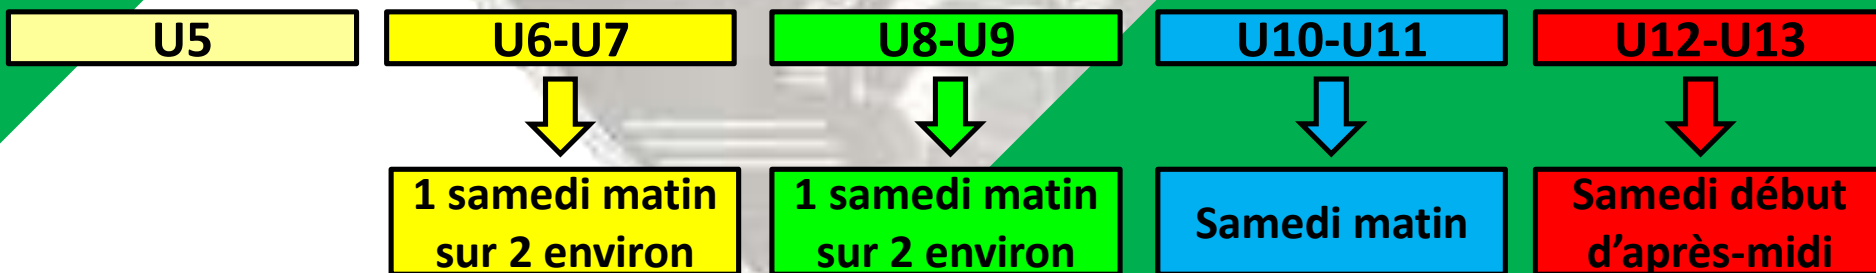 U5
U6-U7
U8-U9
U10-U11
U12-U13
1 samedi matin
sur 2 environ
1 samedi matin
sur 2 environ
Samedi matin
Samedi début
d’après-midi